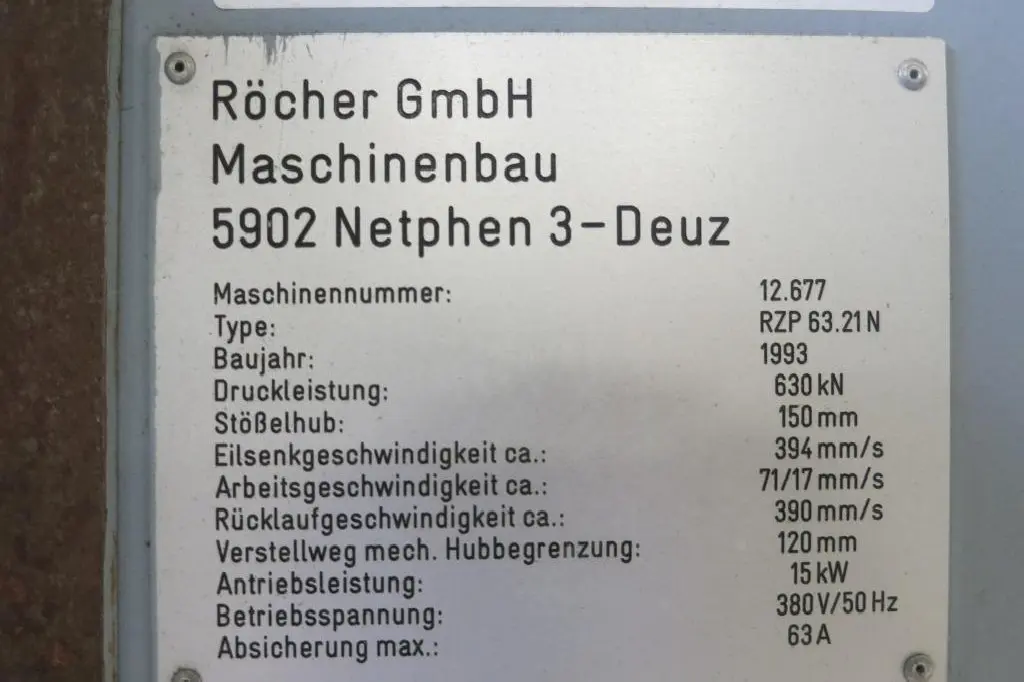 Röcher GmbH
Maschinenbau
5902 Netphen 3-Deuz
Maschinennummer: 12.677
Type: RZP 63.21 N
Baujahr: 1993
Druckleistung: 630 kN
Stößelhub: 150 mm
Eilsenkgeschwindigkeit ca.: 394 mm/s
Arbeitsgeschwindigkeit ca.: 71/17 mm/s
Rücklaufgeschwindigkeit ca.: 390 mm/s
Verstellweg mech. Hubbegrenzung: 120 mm
Antriebsleistung: 15 kW
Betriebsspannung: 380 V/50 Hz
Absicherung max.: 63 A